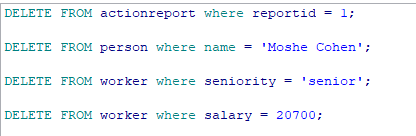 DELETE FROM actionreport where reportid = 1;
DELETE FROM person where name = 'Moshe Cohen';
DELETE FROM worker where seniority = 'senior';
DELETE FROM worker where salary = 20700;